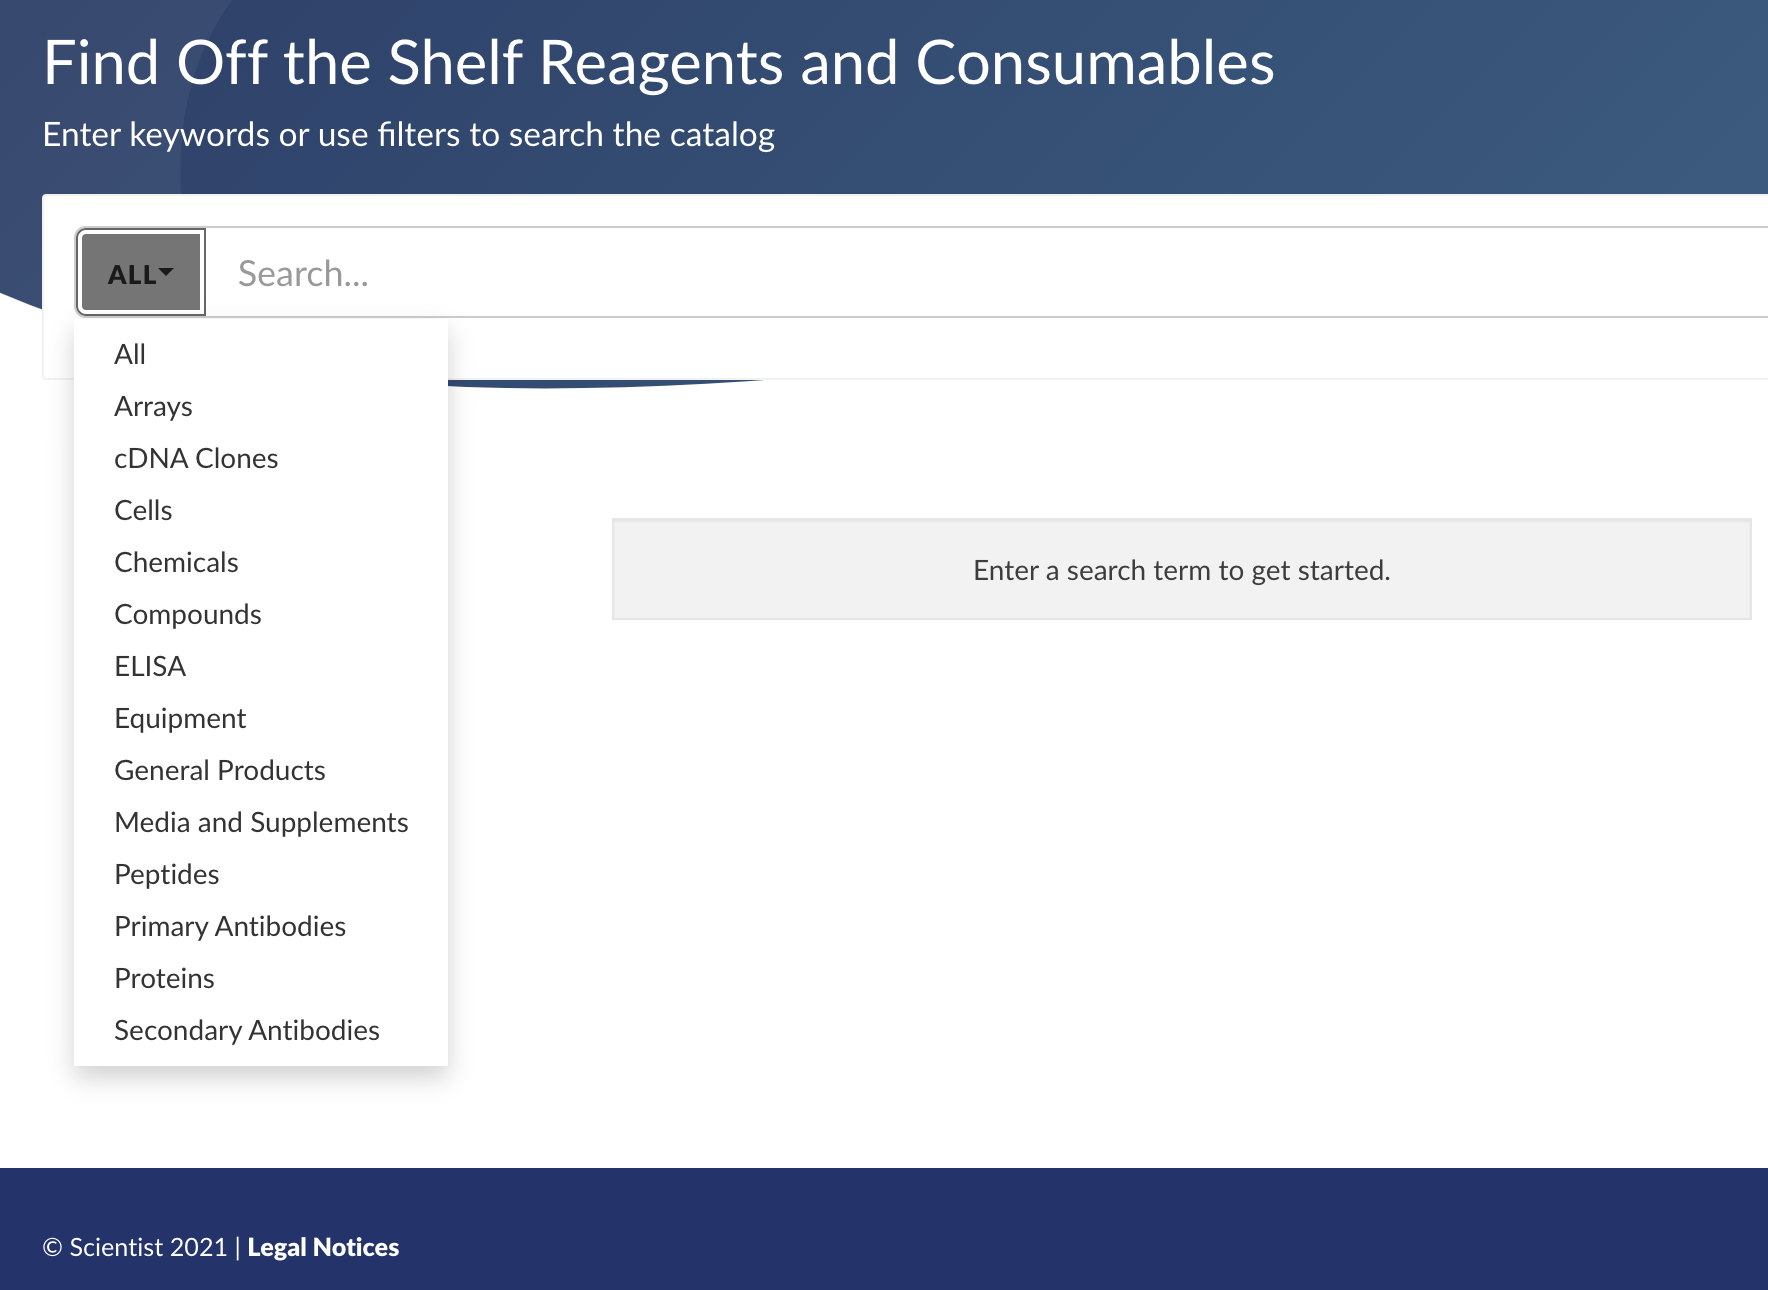 Find Off the Shelf Reagents and Consumables
Enter keywords or use filters to search the catalog
ALL
Search...
All
Arrays
cDNA Clones
Cells
Chemicals
Compounds
ELISA
Equipment
General Products
Media and Supplements
Peptides
Primary Antibodies
Proteins
Secondary Antibodies
Enter a search term to get started.
© Scientist 2021 | Legal Notices